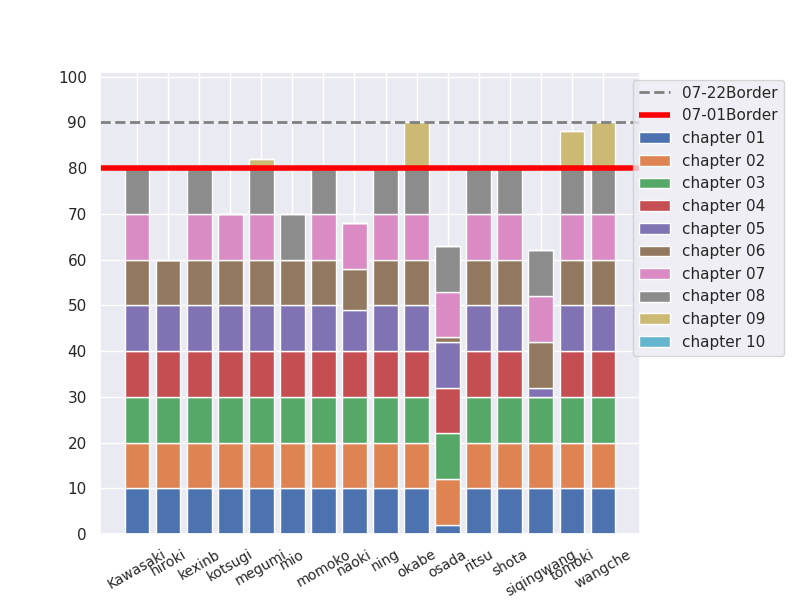 100
90
80
70
60
50
40
30
20
10
0
Kawasaki
hiroki
kexinb
kotsugi
megumi
mio
momoko
naoki
ning
okabe
osada
ritsu
shota
siqingwang
tomoki
wangche
07-22Border
07-01Border
chapter 01
chapter 02
chapter 03
chapter 04
chapter 05
chapter 06
chapter 07
chapter 08
chapter 09
chapter 10